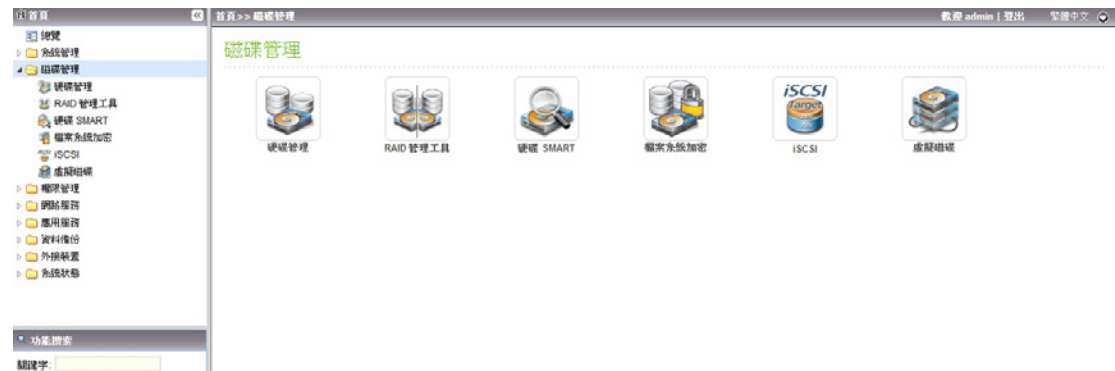 首頁
首頁>> 磁碟管理
歡迎 admin | 登出
繁體中文
總覽
系統管理
磁碟管理
硬碟管理
RAID 管理工具
硬碟 SMART
檔案系統加密
iSCSI
虛擬磁碟
權限管理
網路服務
應用服務
資料備份
外接裝置
系統狀態
功能搜索
關鍵字:
磁碟管理
硬碟管理
RAID 管理工具
硬碟 SMART
檔案系統加密
iSCSI
Target
iSCSI
虛擬磁碟